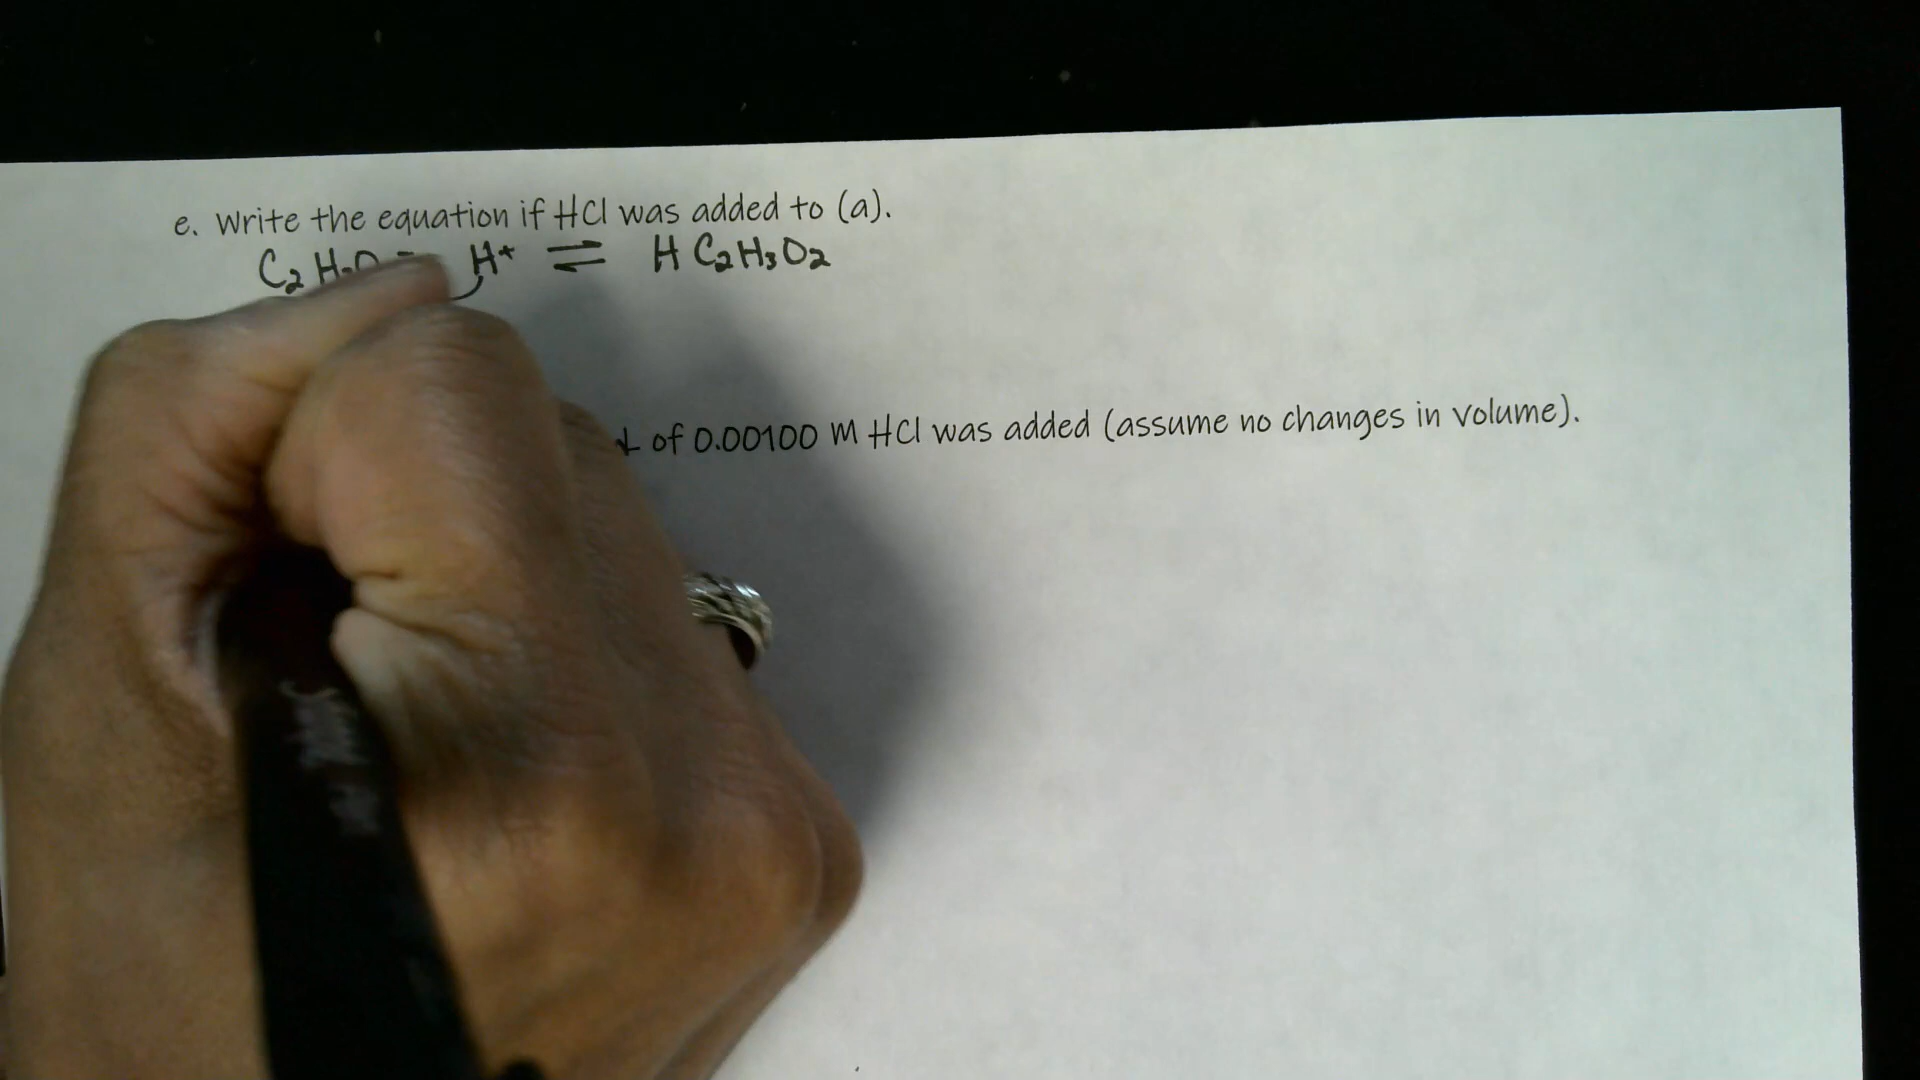 e. Write the equation if HCl was added to (a).
C₂ H⁺ ⇌ H C₂H₃O₂
of 0.00100 M HCl was added (assume no changes in volume).